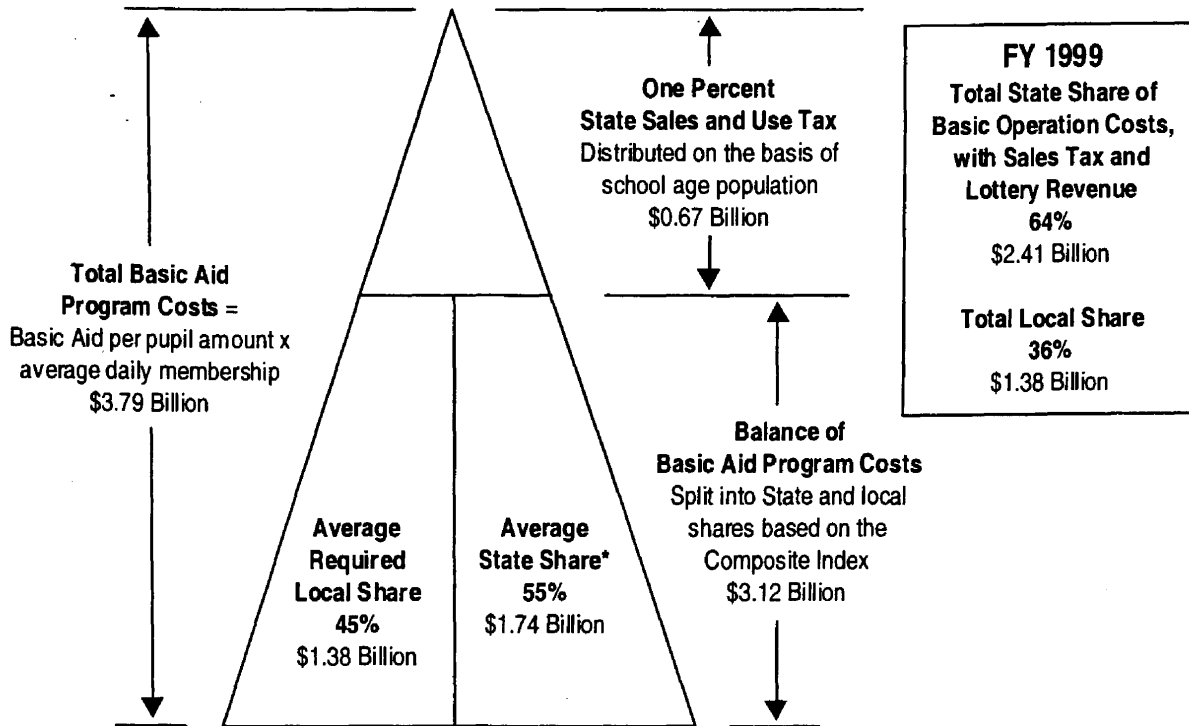 Total Basic Aid
Program Costs =
Basic Aid per pupil amount x
average daily membership
$3.79 Billion
One Percent
State Sales and Use Tax
Distributed on the basis of
school age population
$0.67 Billion
Average
Required
Local Share
45%
$1.38 Billion
Average
State Share*
55%
$1.74 Billion
Balance of
Basic Aid Program Costs
Split into State and local
shares based on the
Composite Index
$3.12 Billion
FY 1999
Total State Share of
Basic Operation Costs,
with Sales Tax and
Lottery Revenue
64%
$2.41 Billion
Total Local Share
36%
$1.38 Billion